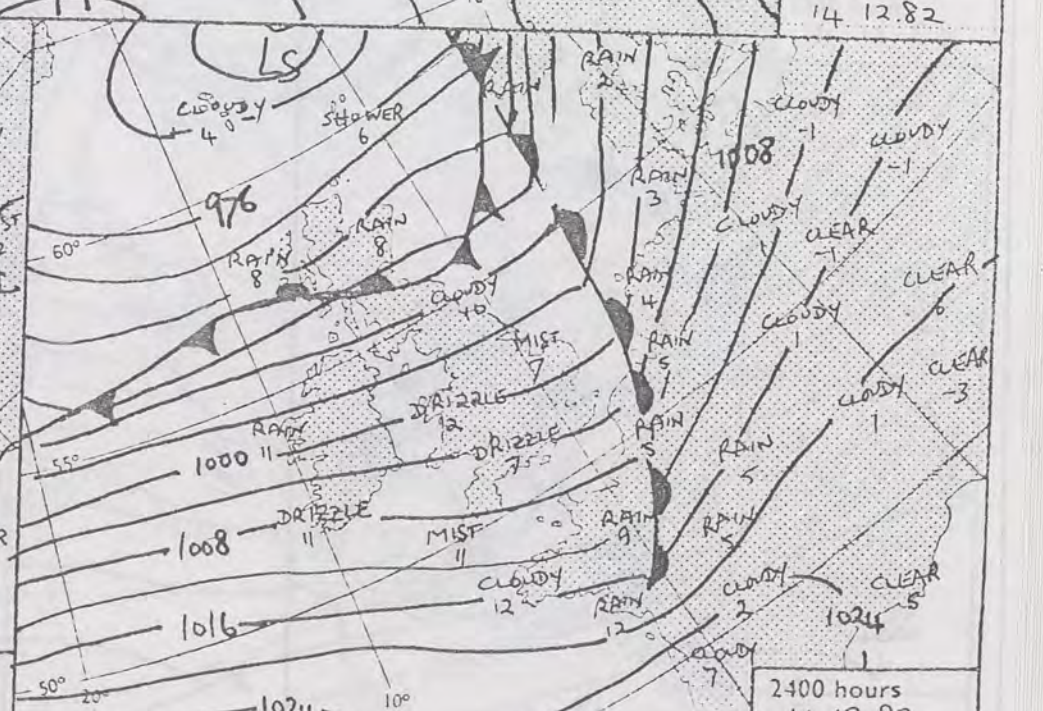 14 12.82
CLOUDY
4
SHOWER
6
RAIN
RAIN
2
CLOUDY
-1
CLOUDY
-1
1008
976
RAIN
3
60°
RAIN
8
RAIN
8
CLOUDY
1
CLEAR
-1
CLEAR
CLOUDY
10
RAIN
4
CLOUDY
1
MIST
7
RAIN
5
CLEAR
-3
CLOUDY
1
DRIZZLE
12
RAIN
5
RAIN
11
DRIZZLE
RAIN
5
55°
1000
DRIZZLE
11
MIST
11
RAIN
9
RAIN
5
1008
CLOUDY
12
RAIN
12
CLOUDY
CLEAR
5
1016
1024
CLOUDY
7
50°
20°
10°
1024
2400 hours